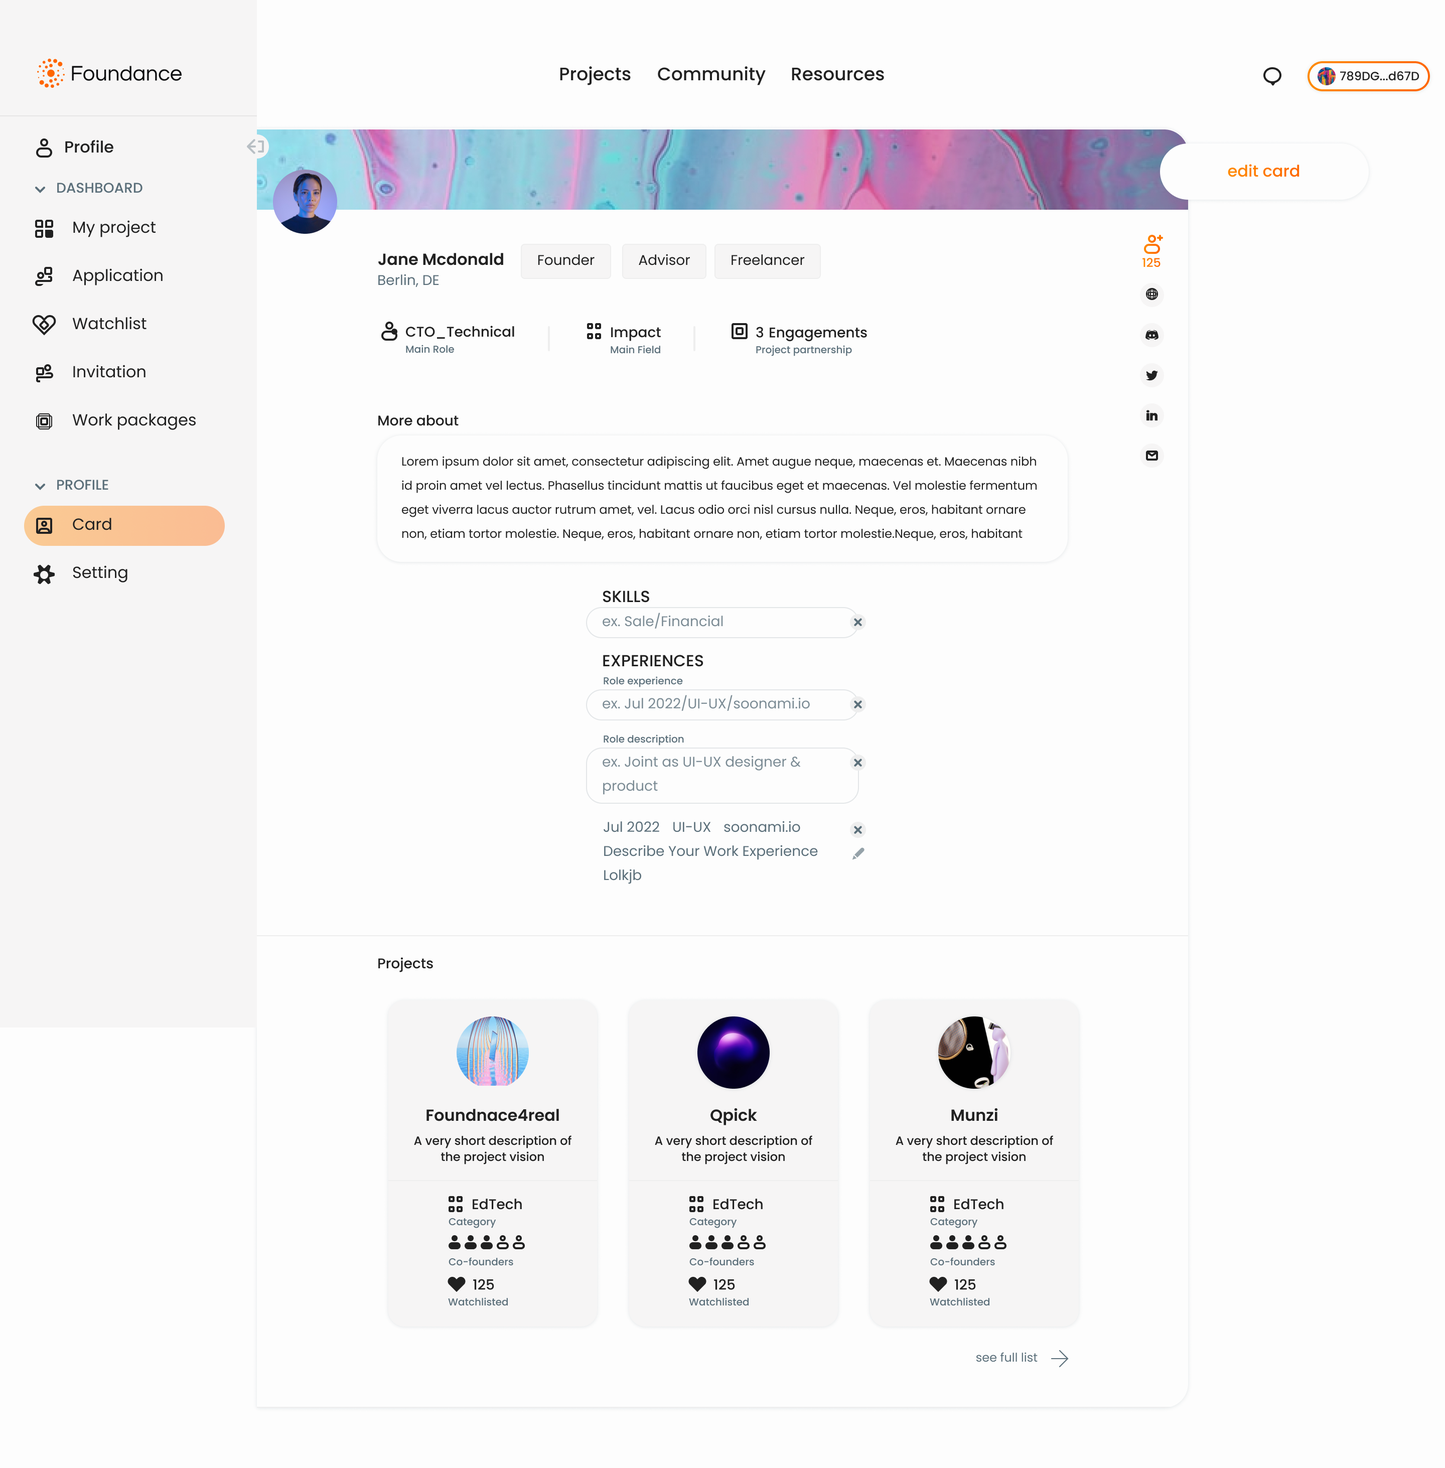 Foundance
Projects Community Resources
789DG...d67D
Profile
DASHBOARD
My project
Application
Watchlist
Invitation
Work packages
PROFILE
Card
Setting
edit card
Jane Mcdonald
Founder Advisor Freelancer
Berlin, DE
125
CTO_Technical
Main Role
Impact
Main Field
3 Engagements
Project partnership
in
More about
Lorem ipsum dolor sit amet, consectetur adipiscing elit. Amet augue neque, maecenas et. Maecenas nibh
id proin amet vel lectus. Phasellus tincidunt mattis ut faucibus eget et maecenas. Vel molestie fermentum
eget viverra lacus auctor rutrum amet, vel. Lacus odio orci nisl cursus nulla. Neque, eros, habitant ornare
non, etiam tortor molestie. Neque, eros, habitant ornare non, etiam tortor molestie.Neque, eros, habitant
SKILLS
ex. Sale/Financial
EXPERIENCES
Role experience
ex. Jul 2022/UI-UX/soonami.io
Role description
ex. Joint as UI-UX designer &
product
Jul 2022 UI-UX soonami.io
Describe Your Work Experience
Lolkjb
Projects
Foundnace4real
A very short description of
the project vision
EdTech
Category
Co-founders
125
Watchlisted
Qpick
A very short description of
the project vision
EdTech
Category
Co-founders
125
Watchlisted
Munzi
A very short description of
the project vision
EdTech
Category
Co-founders
125
Watchlisted
see full list